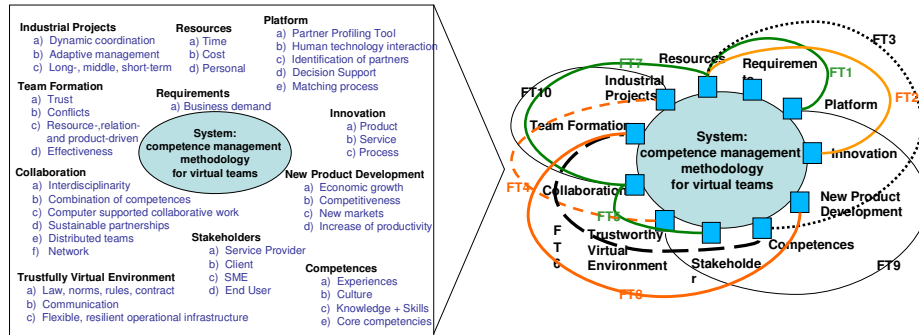 Industrial Projects
a) Dynamic coordination
b) Adaptive management
c) Long-, middle, short-term
Resources
a) Time
b) Cost
d) Personal
Platform
a) Partner Profiling Tool
b) Human technology interaction
c) Identification of partners
d) Decision Support
e) Matching process
Team Formation
a) Trust
b) Conflicts
c) Resource-,relation-
and product-driven
d) Effectiveness
Requirements
a) Business demand
Innovation
a) Product
b) Service
c) Process
System:
competence management
methodology
for virtual teams
Collaboration
a) Interdisciplinarity
b) Combination of competences
c) Computer supported collaborative work
d) Sustainable partnerships
e) Distributed teams
f) Network
New Product Development
a) Economic growth
b) Competitiveness
c) New markets
d) Increase of productivity
Stakeholders
a) Service Provider
b) Client
c) SME
d) End User
Trustfully Virtual Environment
a) Law, norms, rules, contract
b) Communication
c) Flexible, resilient operational infrastructure
Competences
a) Experiences
b) Culture
c) Knowledge + Skills
e) Core competencies
FT3
Resources
Requirements
FT7
FT1
Industrial
Projects
FT10
FT2
Platform
Team Formation
System:
competence management
methodology
for virtual teams
Innovation
FT4
Collaboration
New Product
Development
FT5
FT6
Trustworthy
Virtual
Environment
Competences
Stakeholder
FT9
FT8